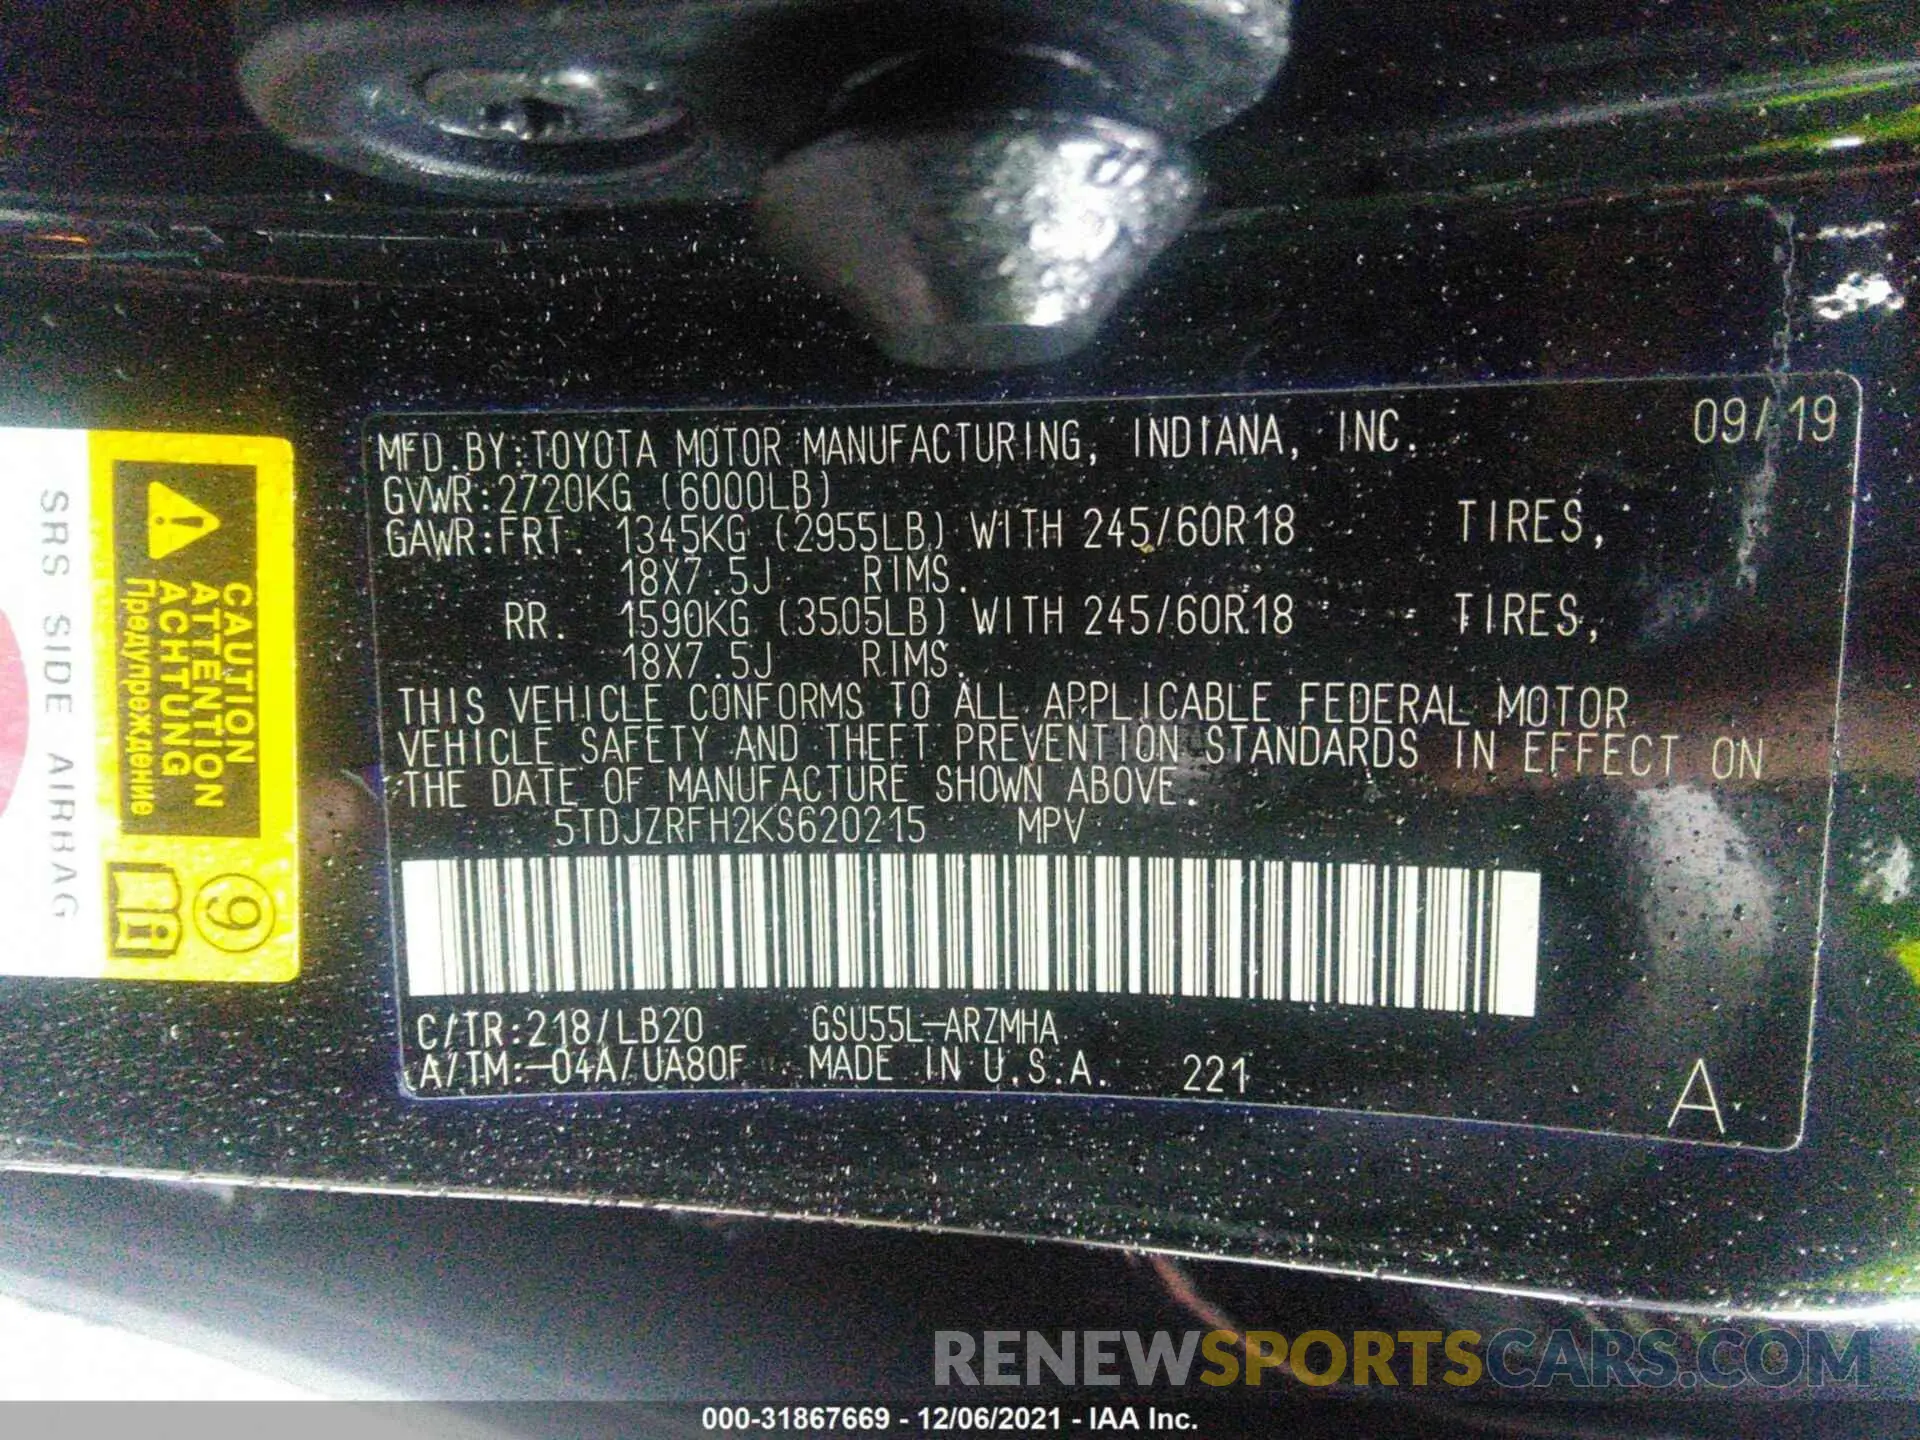 MFD.BY:TOYOTA MOTOR MANUFACTURING, INDIANA, INC. 09/19
GVWR:2720KG (6000LB)
GAWR:FRT. 1345KG (2955LB) WITH 245/60R18 TIRES,
18X7.5J RIMS.
RR. 1590KG (3505LB) WITH 245/60R18 TIRES,
18X7.5J RIMS.
THIS VEHICLE CONFORMS TO ALL APPLICABLE FEDERAL MOTOR
VEHICLE SAFETY AND THEFT PREVENTION STANDARDS IN EFFECT ON
THE DATE OF MANUFACTURE SHOWN ABOVE.
5TDJZRFH2KS620215 MPV
C/TR:218/LB20 GSU55L-ARZMHA
A/TM:-04A/UA80F MADE IN U.S.A. 221
A
CAUTION
ATTENTION
ACHTUNG
Предупреждение
9
SRS SIDE AIRBAG
RENEWSPORTSCARS.COM
000-31867669 - 12/06/2021 - IAA Inc.